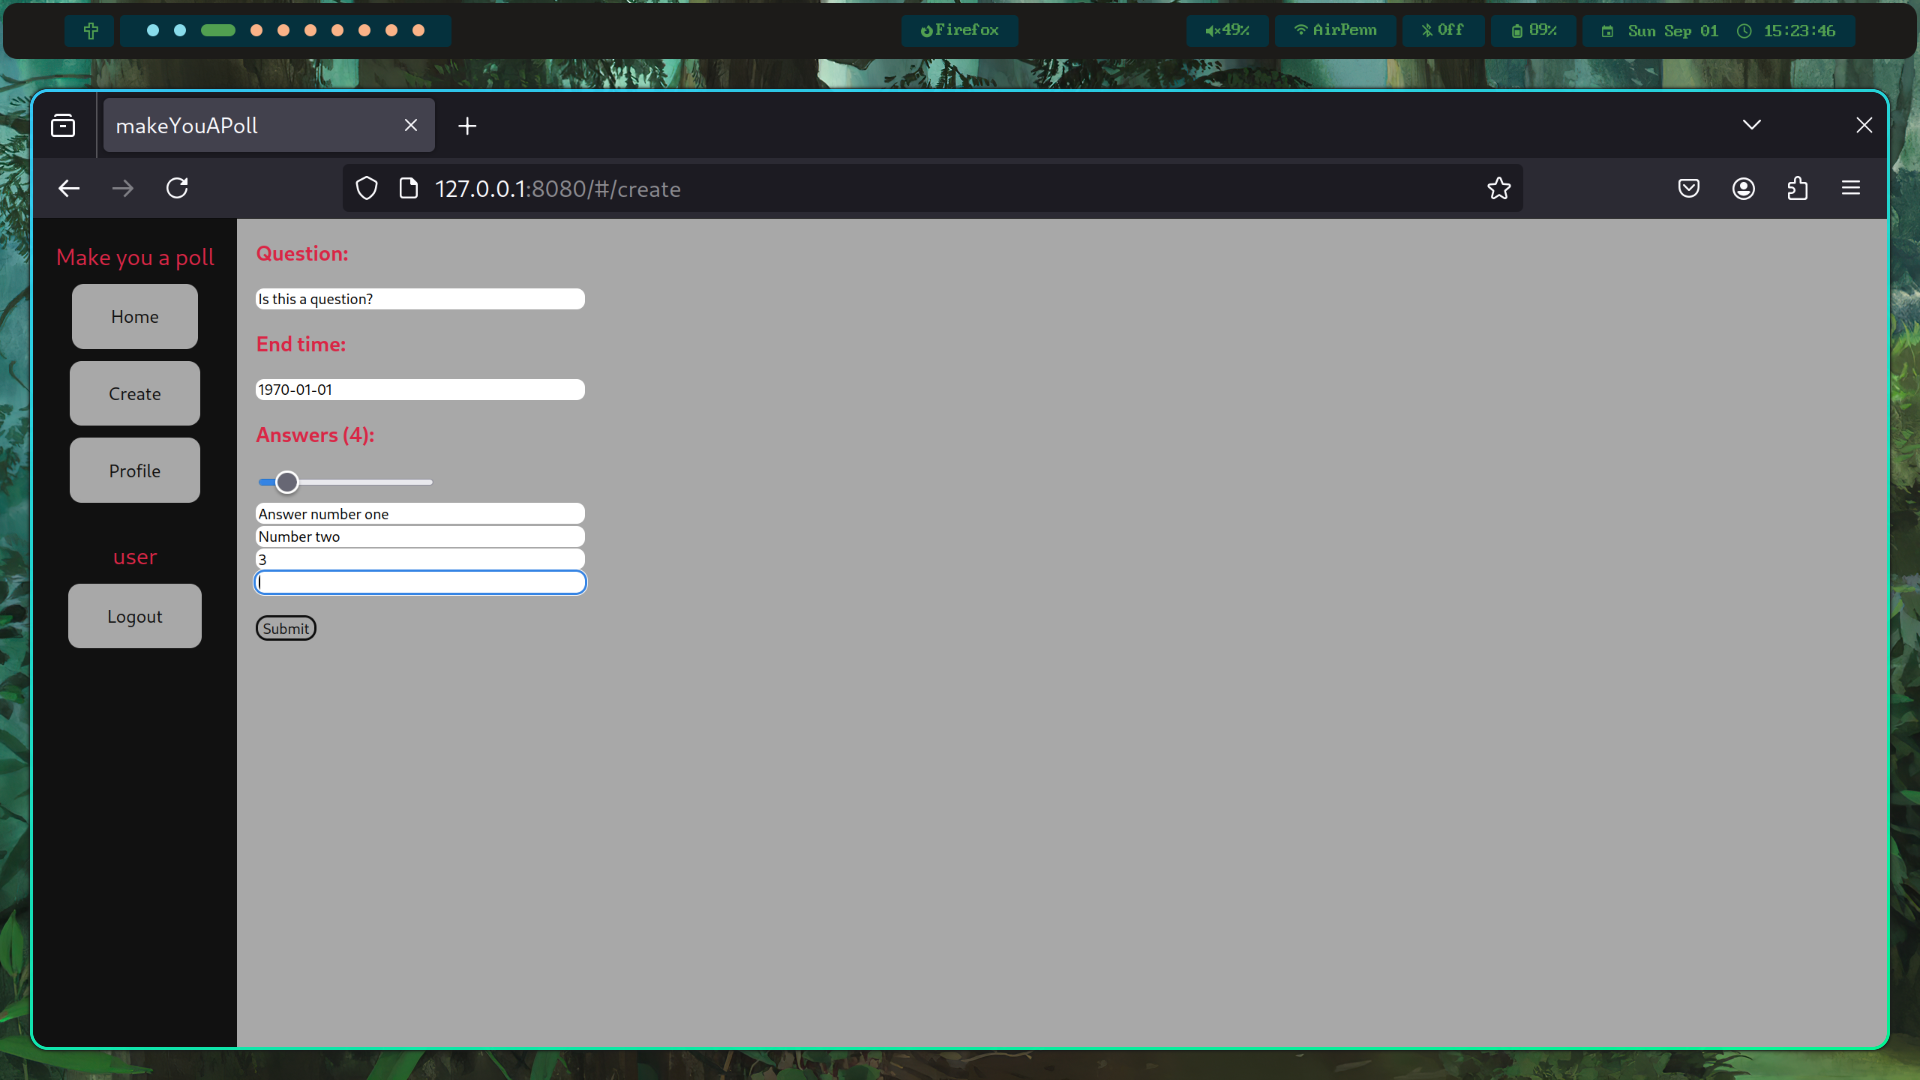 Firefox
49%
AirPenn
Off
89%
Sun Sep 01
15:23:46
makeYouAPoll
127.0.0.1:8080/#/create
Make you a poll
Home
Create
Profile
user
Logout
Question:
Is this a question?
End time:
1970-01-01
Answers (4):
Answer number one
Number two
3
Submit